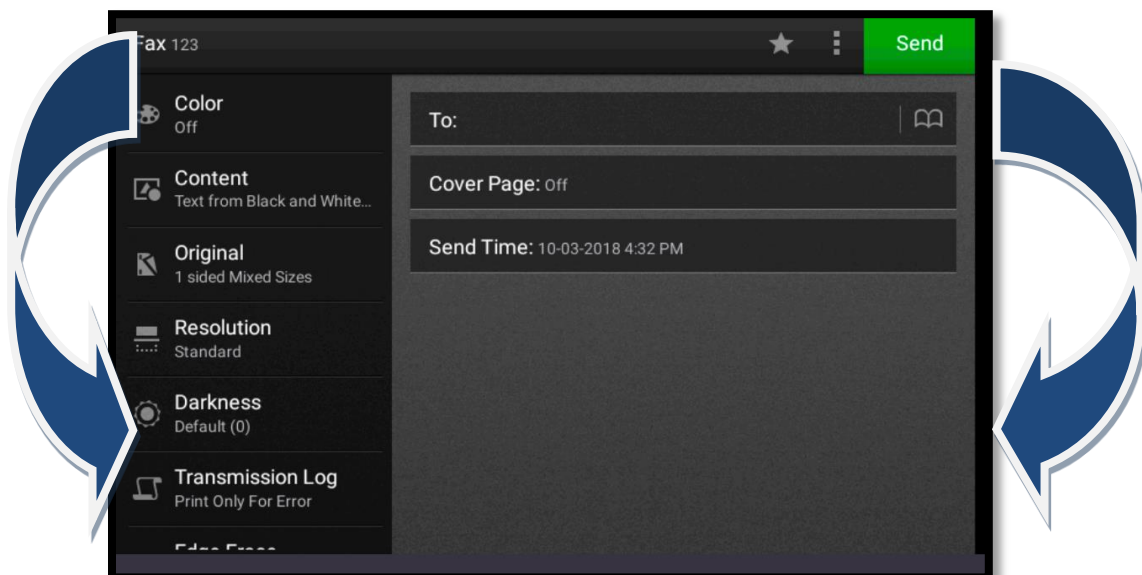 Fax 123
Send
Color
Off
To:
Content
Text from Black and White...
Cover Page: Off
Original
1 sided Mixed Sizes
Send Time: 10-03-2018 4:32 PM
Resolution
Standard
Darkness
Default (0)
Transmission Log
Print Only For Error
Edge Erase